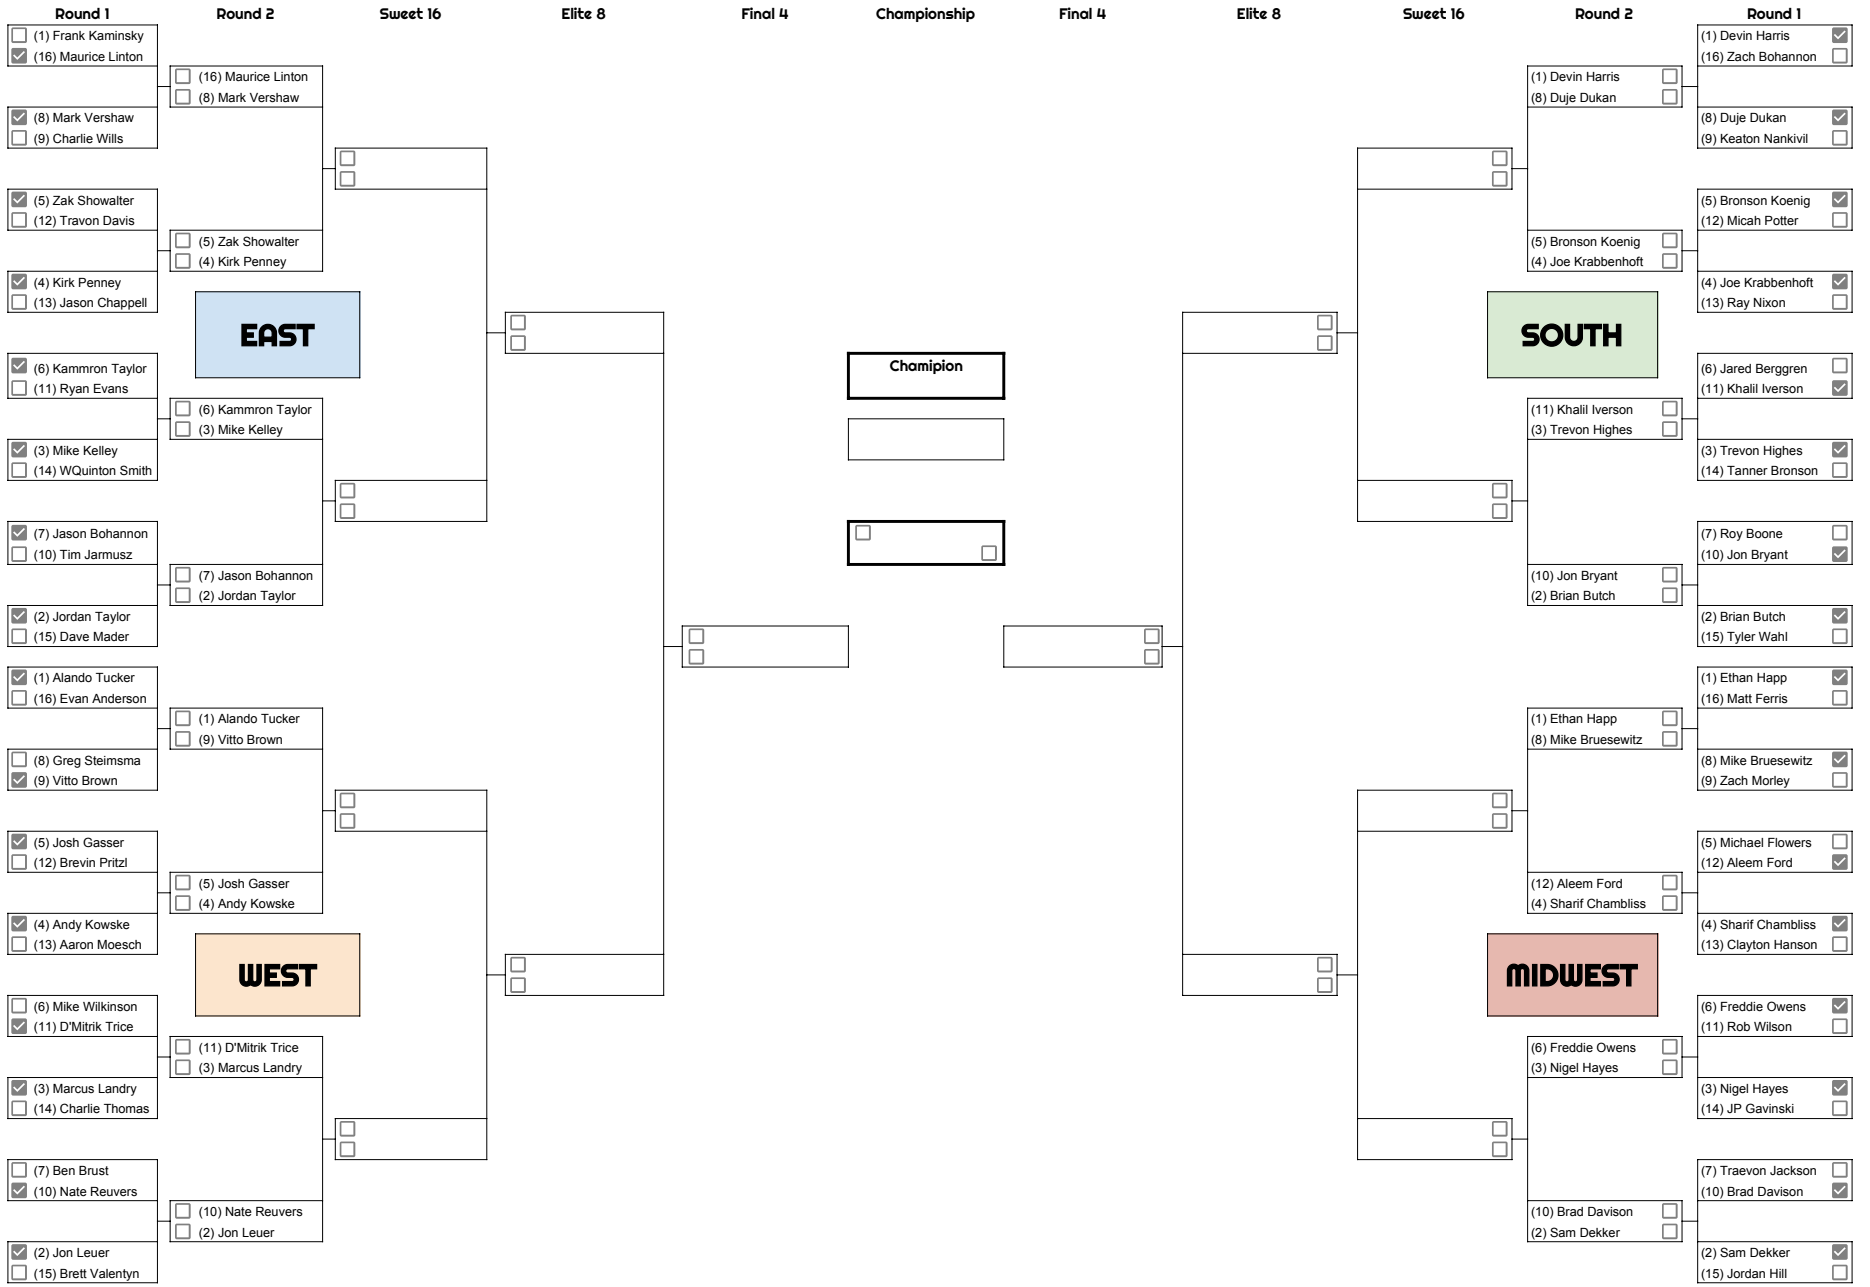 Round 1
Round 2
Sweet 16
Elite 8
Final 4
Championship
Final 4
Elite 8
Sweet 16
Round 2
Round 1
(1) Frank Kaminsky
(16) Maurice Linton
(8) Mark Vershaw
(9) Charlie Wills
(5) Zak Showalter
(12) Travon Davis
(4) Kirk Penney
(13) Jason Chappell
(6) Kammron Taylor
(11) Ryan Evans
(3) Mike Kelley
(14) WQuinton Smith
(7) Jason Bohannon
(10) Tim Jarmusz
(2) Jordan Taylor
(15) Dave Mader
(1) Alando Tucker
(16) Evan Anderson
(8) Greg Steimsma
(9) Vitto Brown
(5) Josh Gasser
(12) Brevin Pritzl
(4) Andy Kowske
(13) Aaron Moesch
(6) Mike Wilkinson
(11) D'Mitrik Trice
(3) Marcus Landry
(14) Charlie Thomas
(7) Ben Brust
(10) Nate Reuvers
(2) Jon Leuer
(15) Brett Valentyn
(16) Maurice Linton
(8) Mark Vershaw
(5) Zak Showalter
(4) Kirk Penney
EAST
(6) Kammron Taylor
(3) Mike Kelley
(7) Jason Bohannon
(2) Jordan Taylor
(1) Alando Tucker
(9) Vitto Brown
(5) Josh Gasser
(4) Andy Kowske
WEST
(11) D'Mitrik Trice
(3) Marcus Landry
(10) Nate Reuvers
(2) Jon Leuer
Chamipion
(1) Devin Harris
(8) Duje Dukan
(5) Bronson Koenig
(4) Joe Krabbenhoft
SOUTH
(11) Khalil Iverson
(3) Trevon Highes
(10) Jon Bryant
(2) Brian Butch
(1) Ethan Happ
(8) Mike Bruesewitz
(12) Aleem Ford
(4) Sharif Chambliss
MIDWEST
(6) Freddie Owens
(3) Nigel Hayes
(10) Brad Davison
(2) Sam Dekker
(1) Devin Harris
(16) Zach Bohannon
(8) Duje Dukan
(9) Keaton Nankivil
(5) Bronson Koenig
(12) Micah Potter
(4) Joe Krabbenhoft
(13) Ray Nixon
(6) Jared Berggren
(11) Khalil Iverson
(3) Trevon Highes
(14) Tanner Bronson
(7) Roy Boone
(10) Jon Bryant
(2) Brian Butch
(15) Tyler Wahl
(1) Ethan Happ
(16) Matt Ferris
(8) Mike Bruesewitz
(9) Zach Morley
(5) Michael Flowers
(12) Aleem Ford
(4) Sharif Chambliss
(13) Clayton Hanson
(6) Freddie Owens
(11) Rob Wilson
(3) Nigel Hayes
(14) JP Gavinski
(7) Traevon Jackson
(10) Brad Davison
(2) Sam Dekker
(15) Jordan Hill